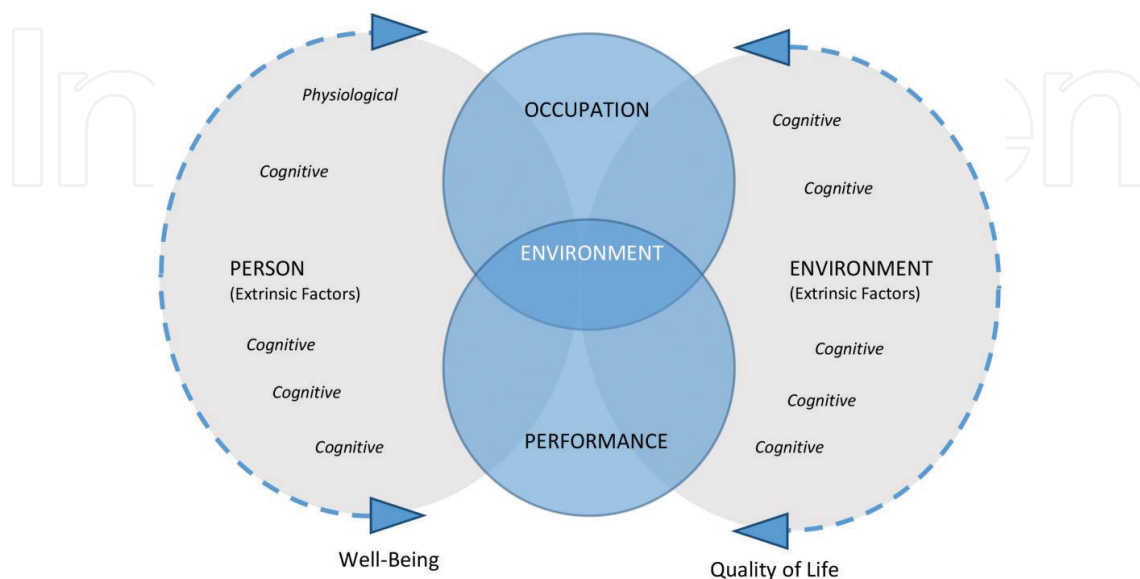 Physiological
Cognitive
PERSON
(Extrinsic Factors)
Cognitive
Cognitive
Cognitive
Well-Being
OCCUPATION
ENVIRONMENT
PERFORMANCE
Cognitive
Cognitive
ENVIRONMENT
(Extrinsic Factors)
Cognitive
Cognitive
Cognitive
Quality of Life